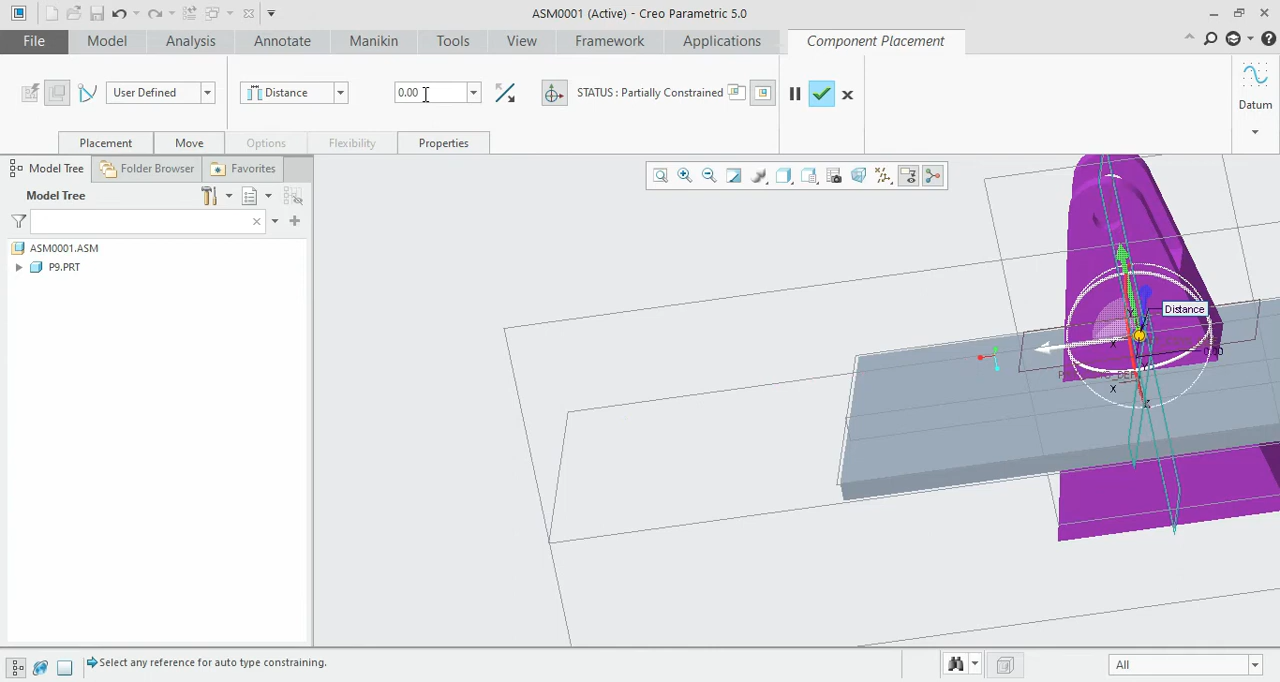 ASM0001 (Active) - Creo Parametric 5.0
File Model Analysis Annotate Manikin Tools View Framework Applications Component Placement
User Defined Distance 0.00 STATUS : Partially Constrained
Datum
Placement Move Options Flexibility Properties
Model Tree Folder Browser Favorites
Model Tree
ASM0001.ASM
P9.PRT
Distance
Y
X
0.00
X
Select any reference for auto type constraining.
All